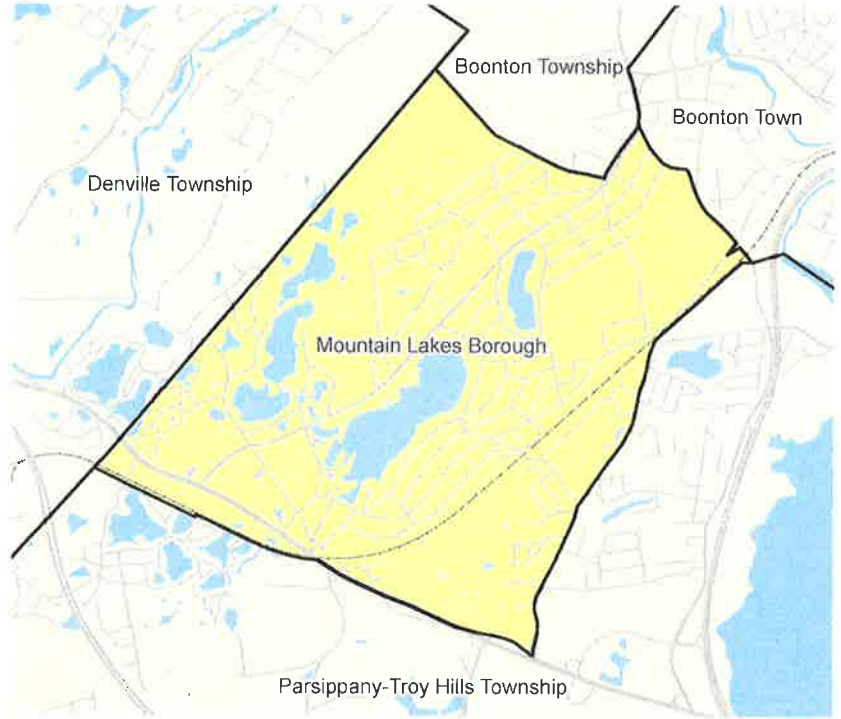 Boonton Township
Boonton Town
Denville Township
Mountain Lakes Borough
Parsippany-Troy Hills Township